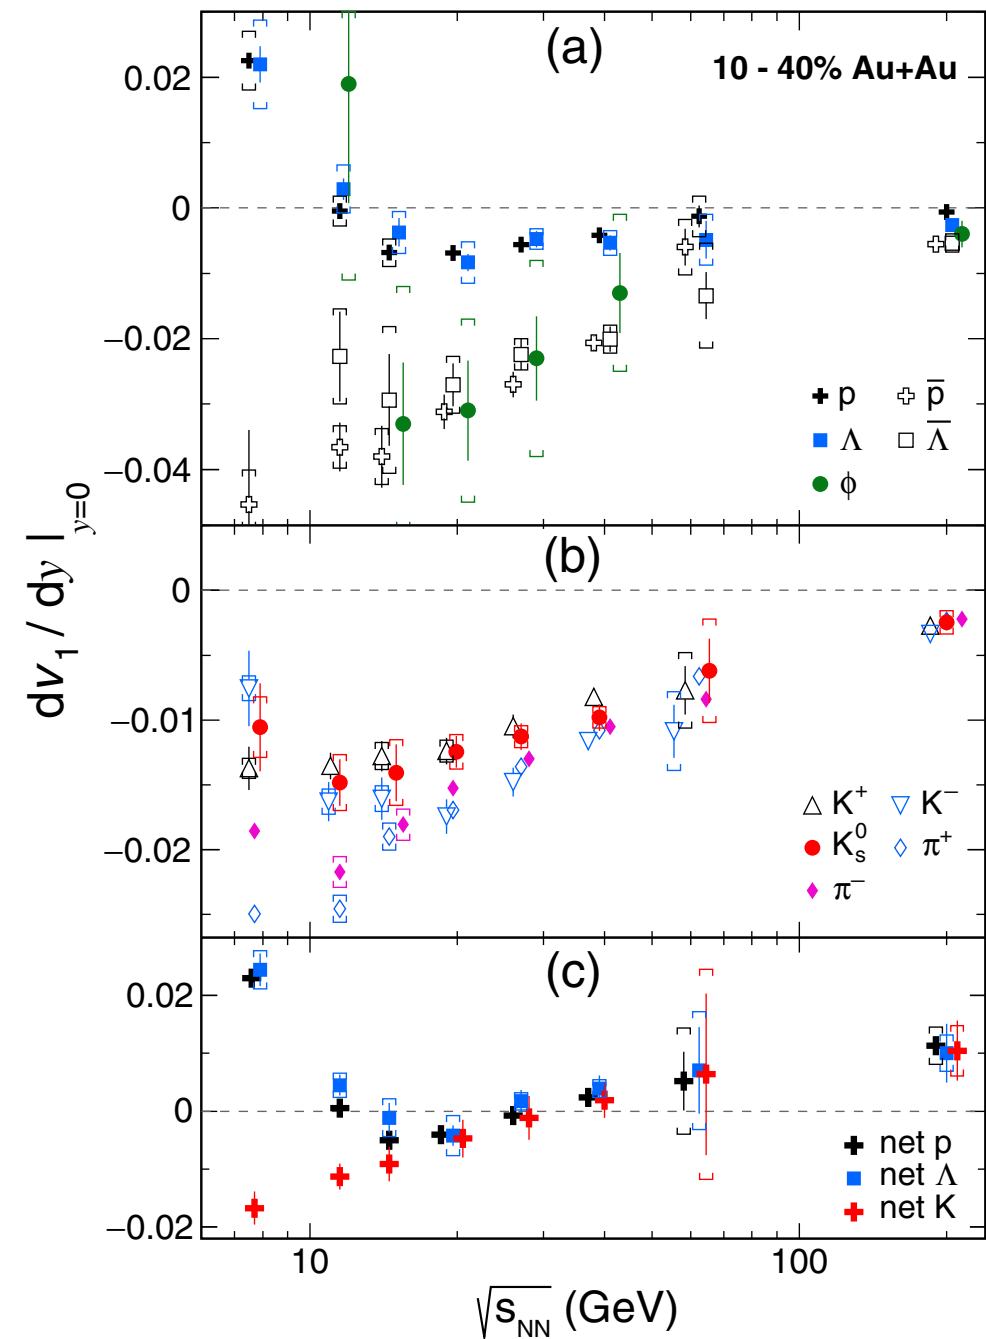 (a)
10 - 40% Au+Au
0.02
0
−0.02
−0.04
p p̅
Λ Λ̅
ϕ
dv₁ / dy |y=0
(b)
0
−0.01
−0.02
K⁺ K⁻
K⁰s π⁺
π⁻
(c)
0.02
0
−0.02
net p
net Λ
net K
10 100
√sNN (GeV)